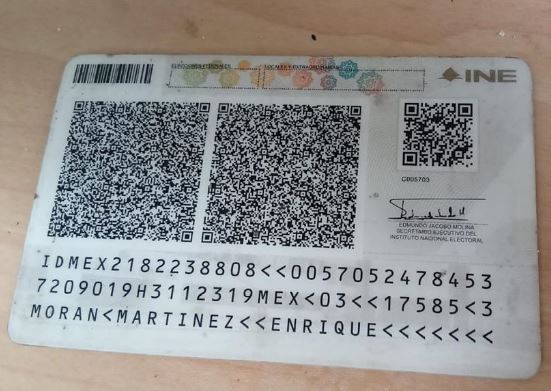 ELECCIONES FEDERALES LOCALES Y EXTRAORDINARIAS
INE
EDMUNDO JACOBO MOLINA
SECRETARIO EJECUTIVO DEL
INSTITUTO NACIONAL ELECTORAL
IDMEX2182238808<<0057052478453
7209019H3112319MEX<03<<17585<3
MORAN<MARTINEZ<<ENRIQUE<<<<<<<